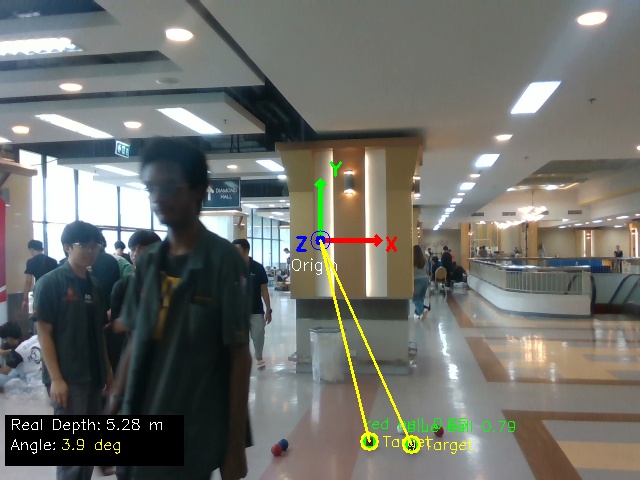 DIAMOND
HALL
Y
Z
X
Origin
0.79
Target
Target
Real Depth: 5.28 m
Angle: 3.9 deg